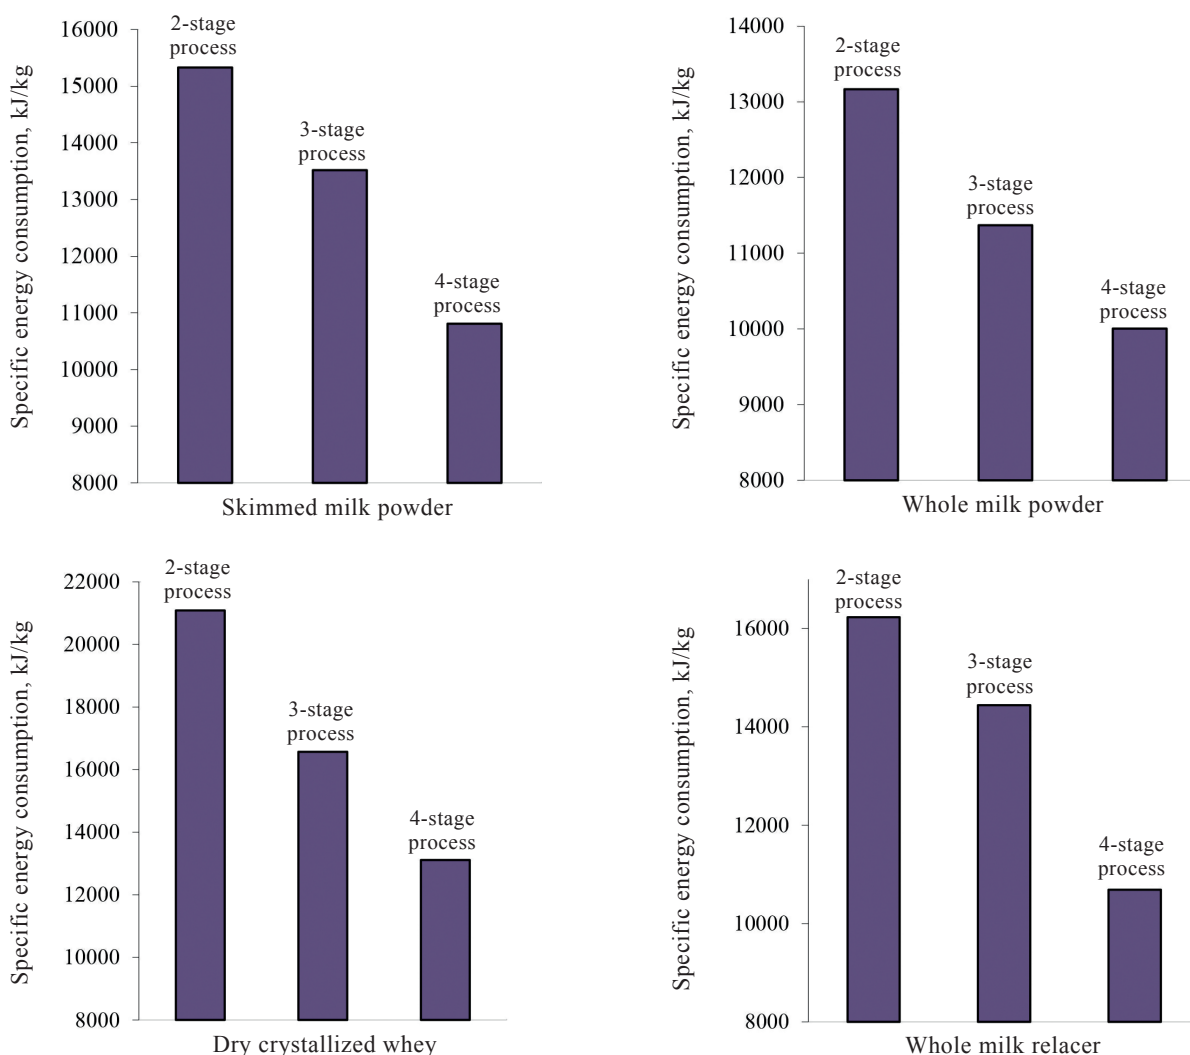 Specific energy consumption, kJ/kg
16000
15000
14000
13000
12000
11000
10000
9000
8000
2-stage
process
3-stage
process
4-stage
process
Skimmed milk powder
Specific energy consumption, kJ/kg
14000
13000
12000
11000
10000
9000
8000
2-stage
process
3-stage
process
4-stage
process
Whole milk powder
Specific energy consumption, kJ/kg
22000
20000
18000
16000
14000
12000
10000
8000
2-stage
process
3-stage
process
4-stage
process
Dry crystallized whey
Specific energy consumption, kJ/kg
16000
14000
12000
10000
8000
2-stage
process
3-stage
process
4-stage
process
Whole milk relacer